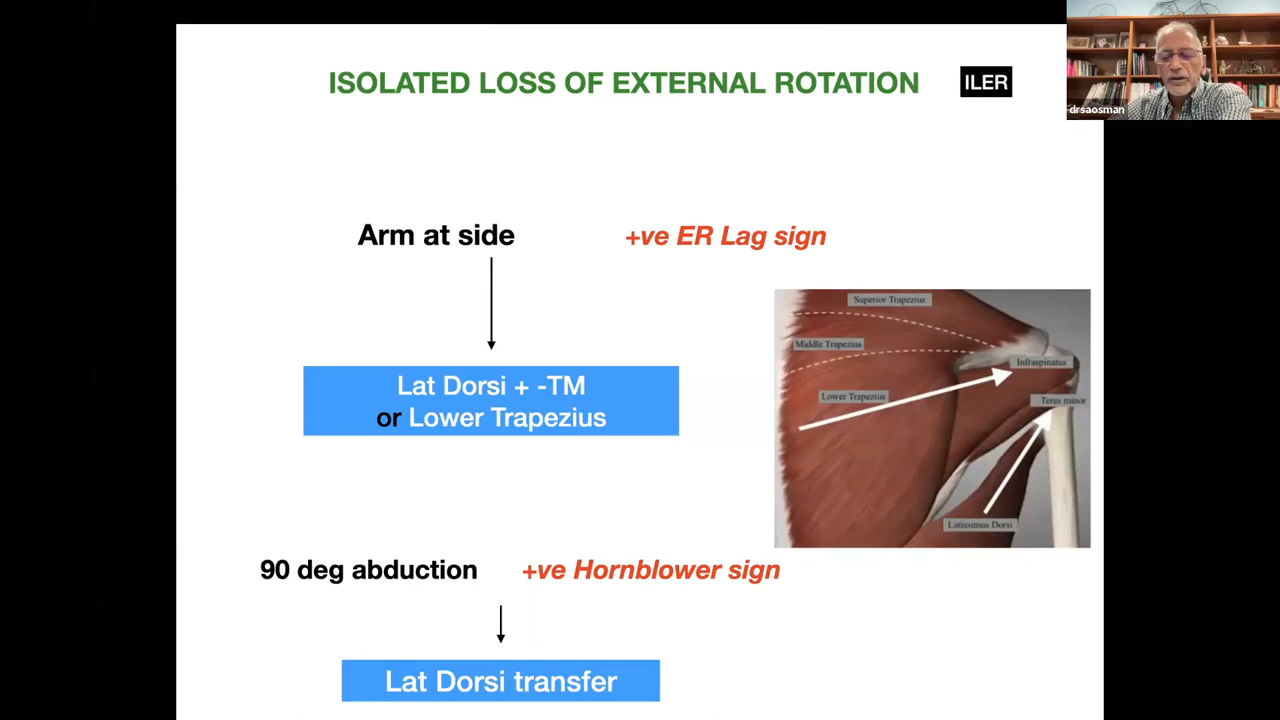 ISOLATED LOSS OF EXTERNAL ROTATION
ILER
drsaosman
Arm at side
+ve ER Lag sign
Lat Dorsi + -TM
or Lower Trapezius
Superior Trapezius
Middle Trapezius
Infraspinatus
Lower Trapezius
Teres minor
Latissimus Dorsi
90 deg abduction
+ve Hornblower sign
Lat Dorsi transfer